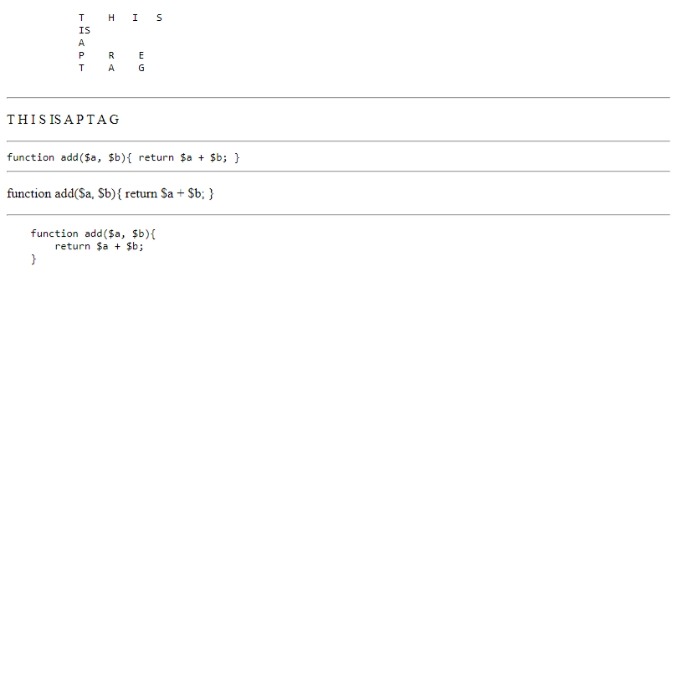 T H I S
IS
A
P R E
T A G
T H I S IS A P T A G
function add($a, $b){ return $a + $b; }
function add($a, $b){ return $a + $b; }
function add($a, $b){
return $a + $b;
}